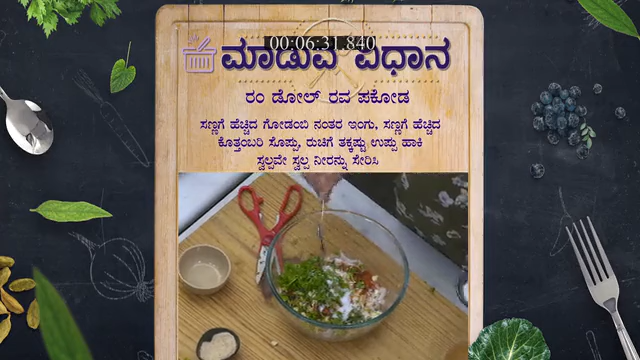 00:06:31.840
ಮಾಡುವ ವಿಧಾನ
ರಂ ಡೋಲ್ ರವ ಪಕೋಡ
ಸಣ್ಣಗೆ ಹೆಚ್ಚಿದ ಗೋಡಂಬಿ ನಂತರ ಇಂಗು, ಸಣ್ಣಗೆ ಹೆಚ್ಚಿದ
ಕೊತ್ತಂಬರಿ ಸೊಪ್ಪು, ರುಚಿಗೆ ತಕ್ಕಷ್ಟು ಉಪ್ಪು ಹಾಕಿ
ಸ್ವಲ್ಪವೇ ಸ್ವಲ್ಪ ನೀರನ್ನು ಸೇರಿಸಿ